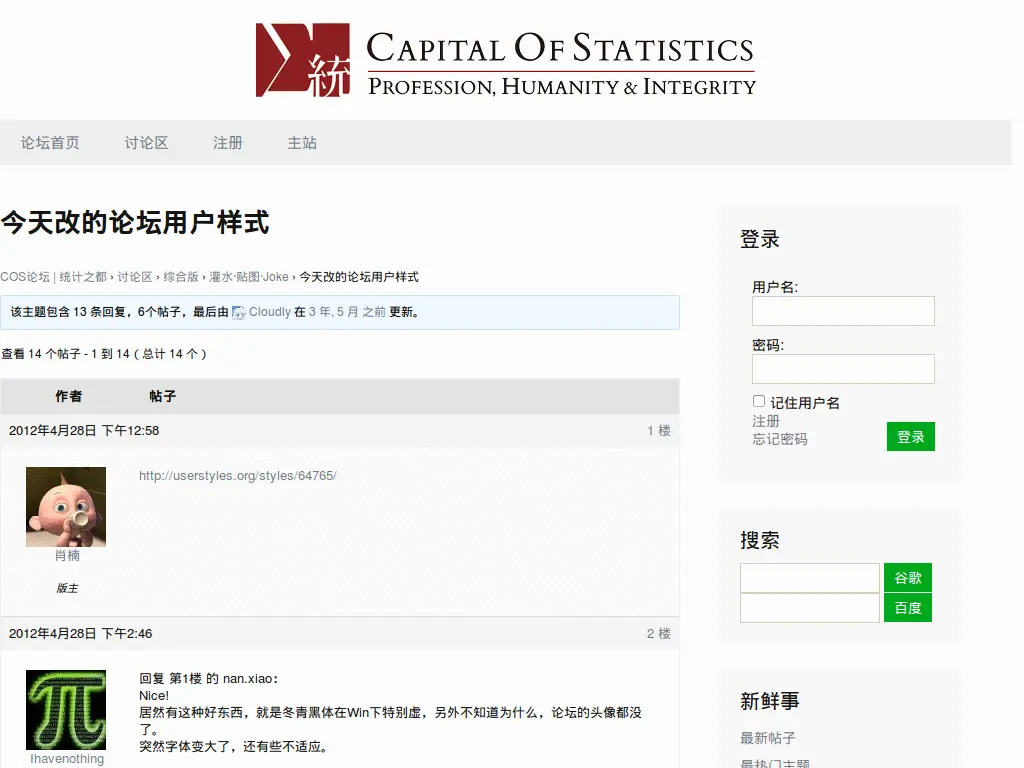 統
CAPITAL OF STATISTICS
PROFESSION, HUMANITY & INTEGRITY
论坛首页 讨论区 注册 主站
今天改的论坛用户样式
COS论坛 | 统计之都 › 讨论区 › 综合版 › 灌水·贴图·Joke › 今天改的论坛用户样式
该主题包含 13 条回复，6个帖子，最后由 Cloudly 在 3 年, 5 月 之前 更新。
查看 14 个帖子 - 1 到 14（总计 14 个）
作者 帖子
2012年4月28日 下午12:58 1 楼
http://userstyles.org/styles/64765/
肖楠
版主
2012年4月28日 下午2:46 2 楼
回复 第1楼 的 nan.xiao：
Nice!
居然有这种好东西，就是冬青黑体在Win下特别虚，另外不知道为什么，论坛的头像都没
了。
突然字体变大了，还有些不适应。
Ihavenothing
登录
用户名:
密码:
记住用户名
注册
忘记密码
登录
搜索
谷歌
百度
新鲜事
最新帖子
最热门主题